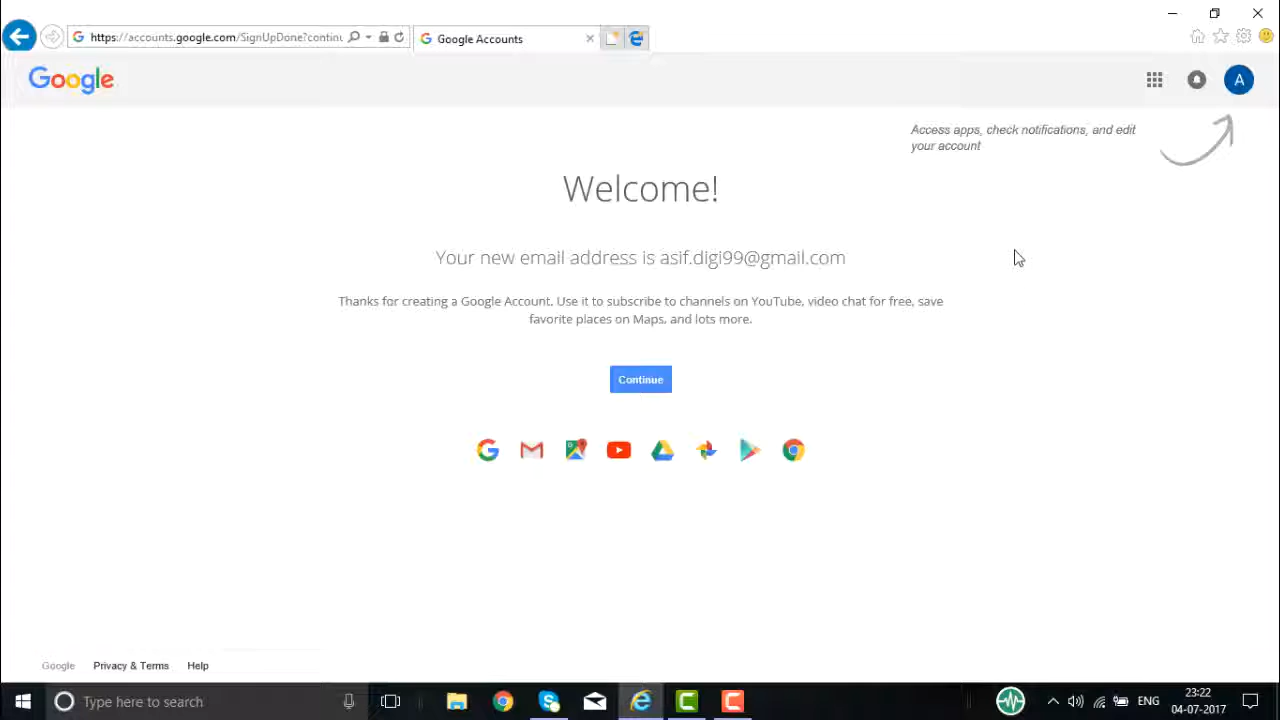 https://accounts.google.com/SignUpDone?continu
Google Accounts
Google
A
Access apps, check notifications, and edit
your account
Welcome!
Your new email address is asif.digi99@gmail.com
Thanks for creating a Google Account. Use it to subscribe to channels on YouTube, video chat for free, save
favorite places on Maps, and lots more.
Continue
Google Privacy & Terms Help
Type here to search
ENG
23:22
04-07-2017